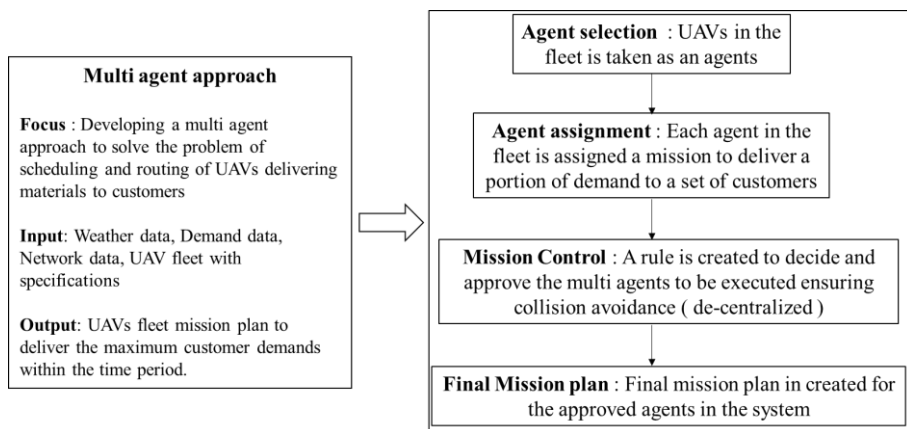 Multi agent approach
Focus : Developing a multi agent
approach to solve the problem of
scheduling and routing of UAVs delivering
materials to customers
Input: Weather data, Demand data,
Network data, UAV fleet with
specifications
Output: UAVs fleet mission plan to
deliver the maximum customer demands
within the time period.
Agent selection : UAVs in the
fleet is taken as an agents
Agent assignment : Each agent in the
fleet is assigned a mission to deliver a
portion of demand to a set of customers
Mission Control : A rule is created to decide and
approve the multi agents to be executed ensuring
collision avoidance ( de-centralized )
Final Mission plan : Final mission plan in created for
the approved agents in the system